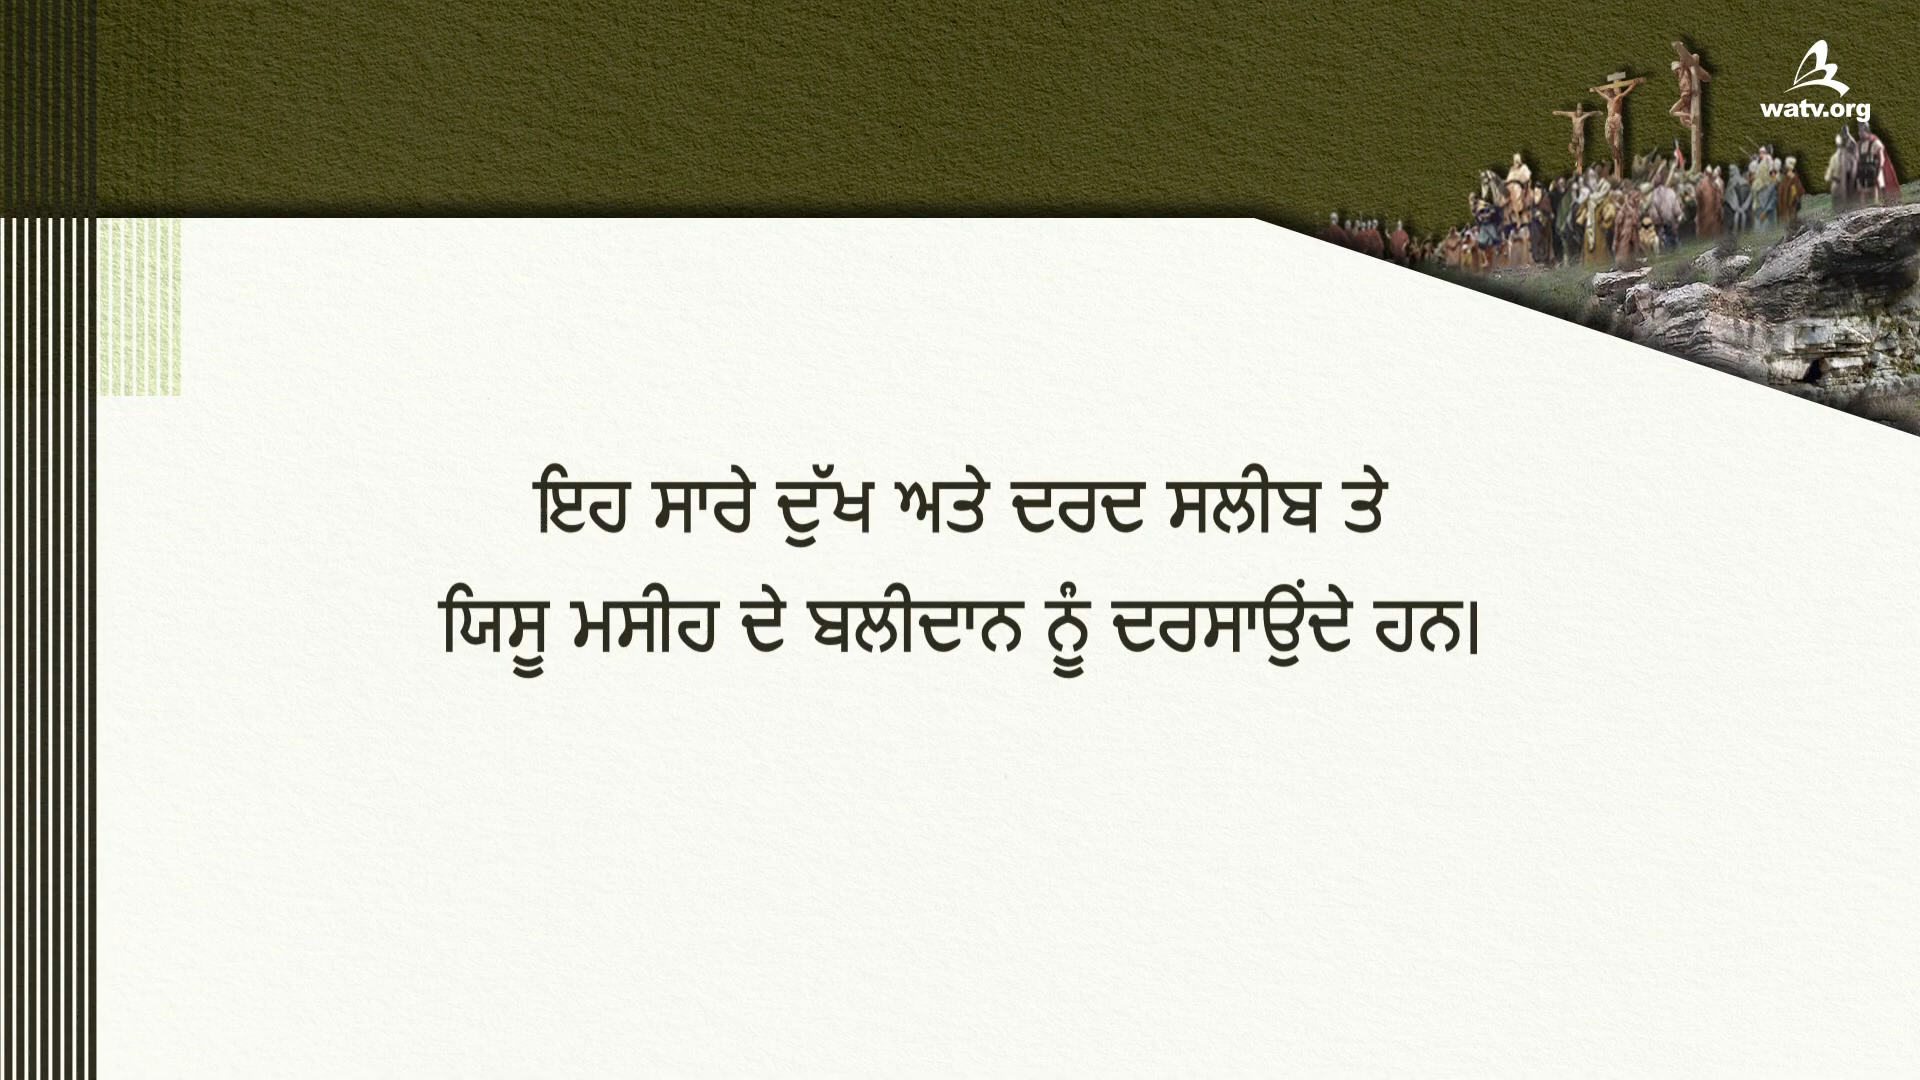 watv.org
ਇਹ ਸਾਰੇ ਦੁੱਖ ਅਤੇ ਦਰਦ ਸਲੀਬ ਤੇ
ਯਿਸੂ ਮਸੀਹ ਦੇ ਬਲੀਦਾਨ ਨੂੰ ਦਰਸਾਉਂਦੇ ਹਨ।